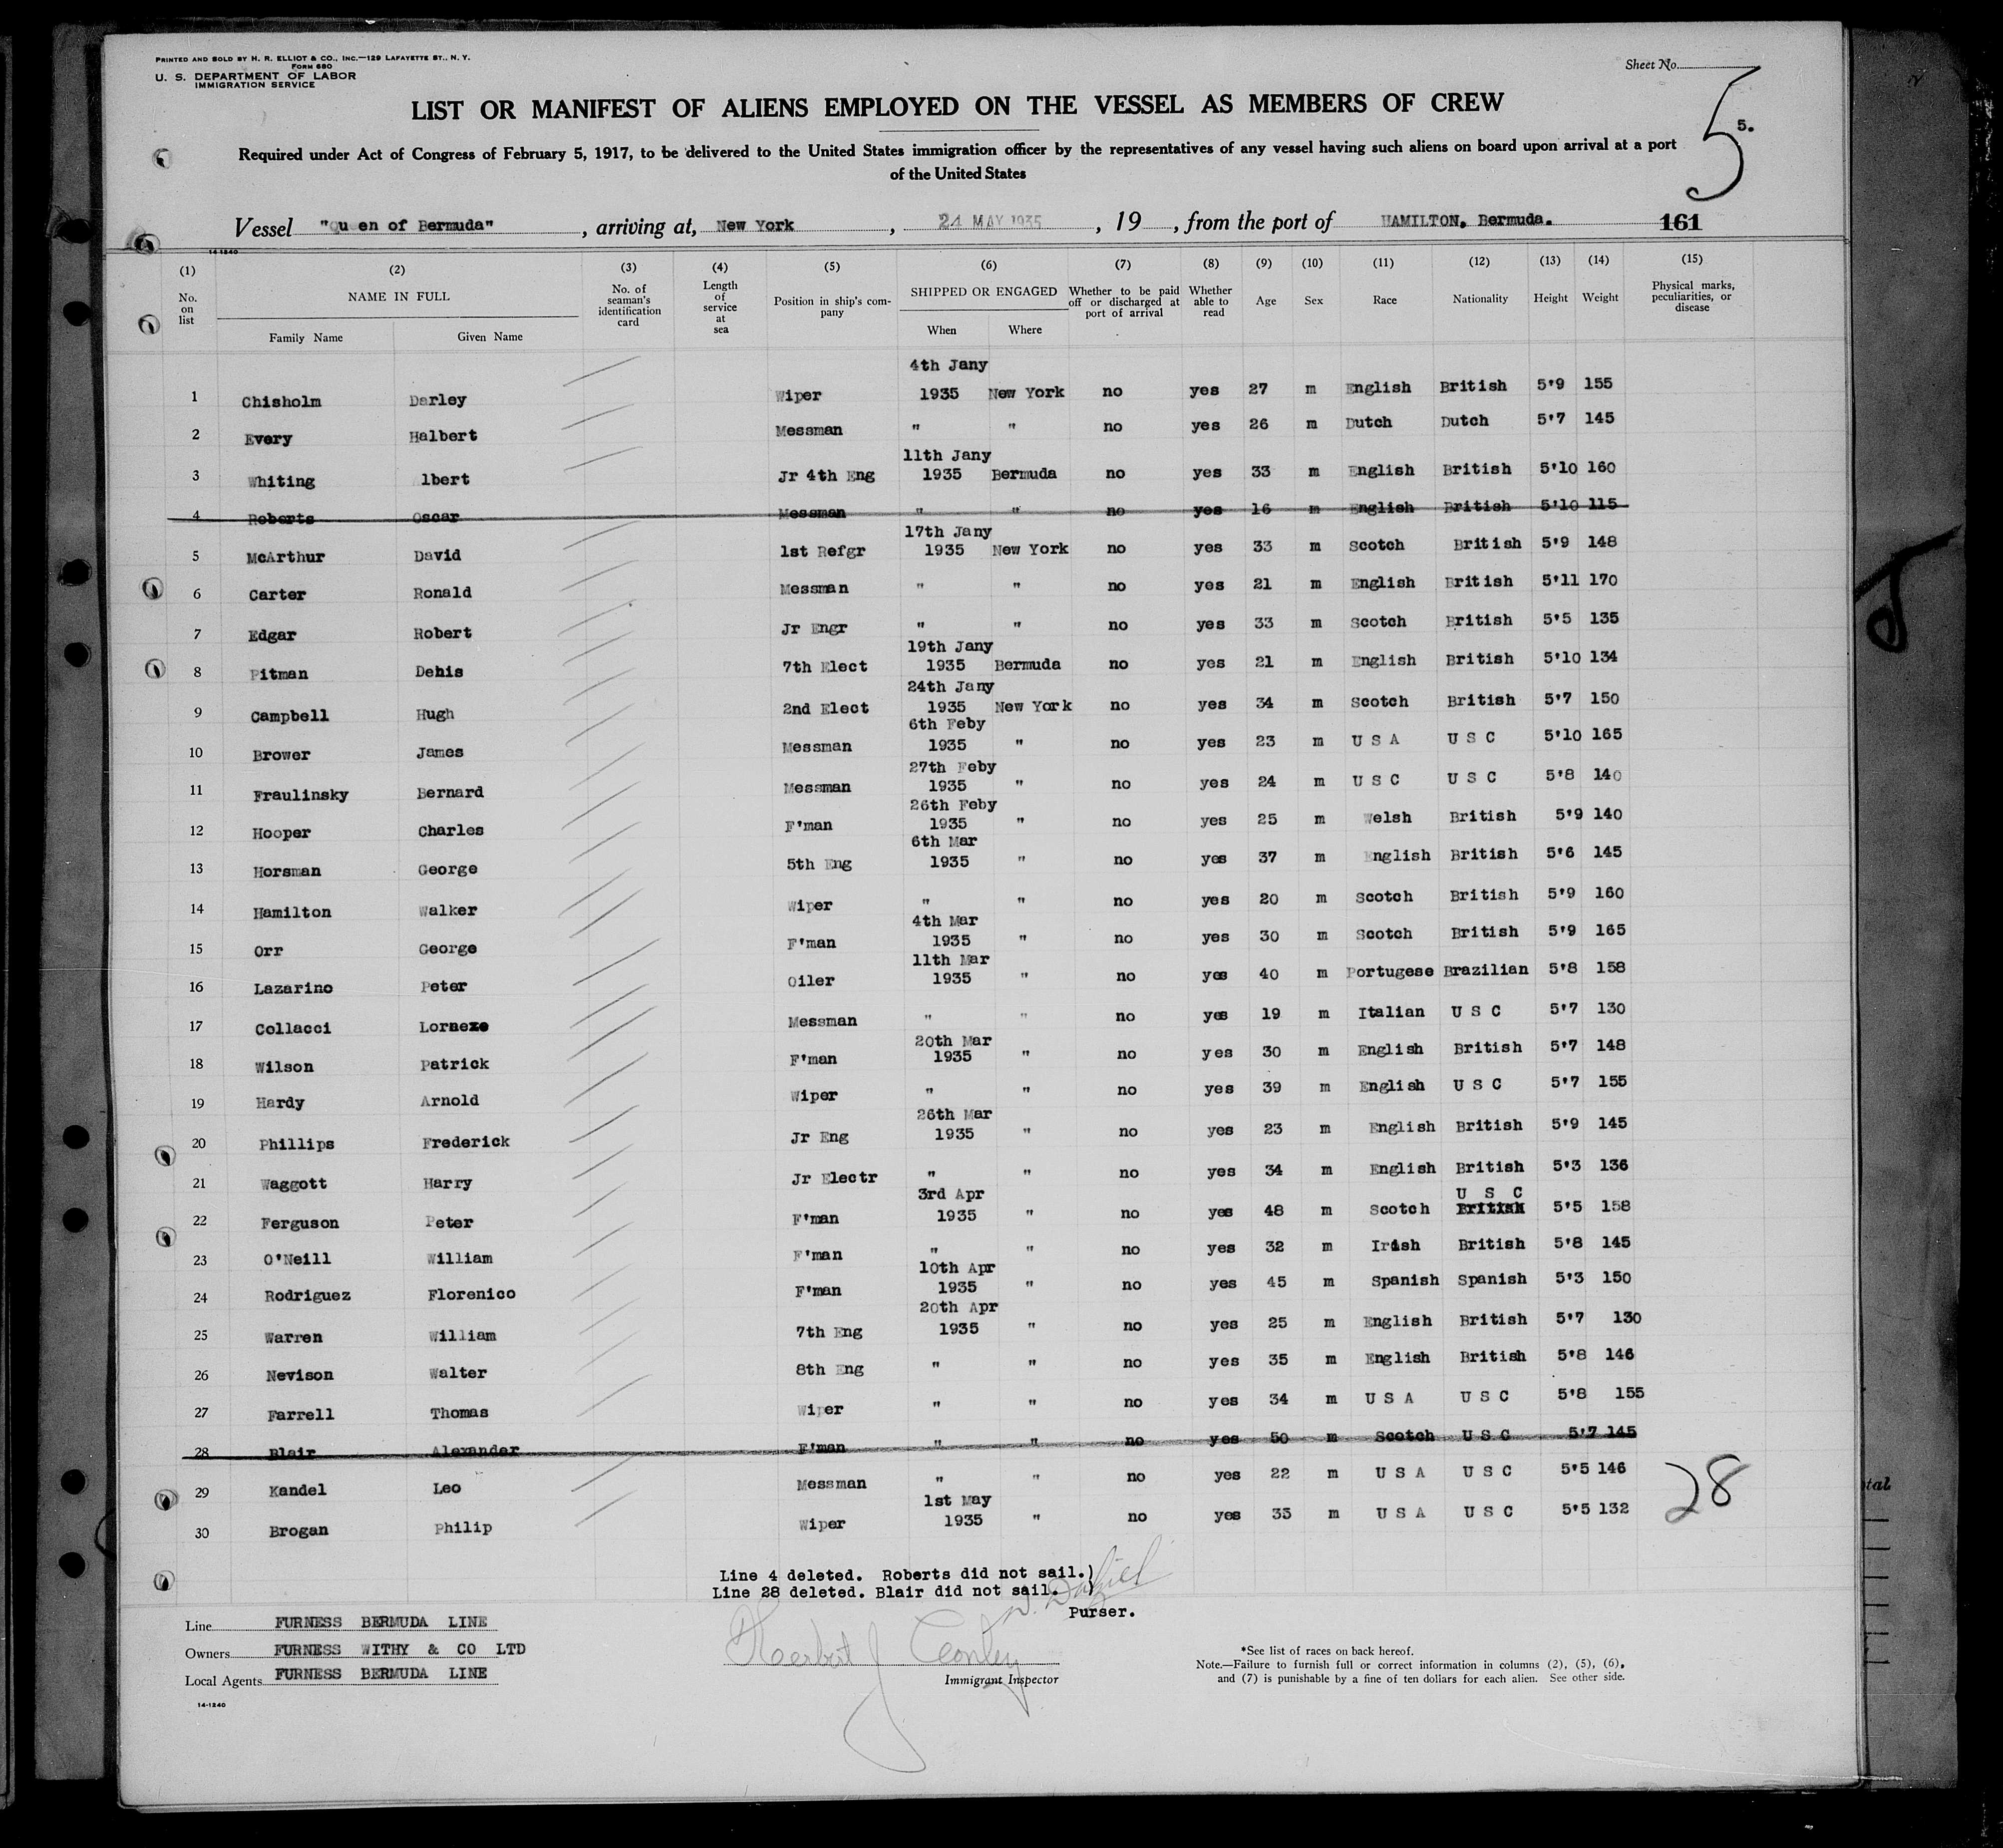 PRINTED AND SOLD BY H. R. ELLIOT & CO., INC.—129 LAFAYETTE ST., N. Y.
FORM 680
U. S. DEPARTMENT OF LABOR
IMMIGRATION SERVICE
Sheet No.
5
5.
LIST OR MANIFEST OF ALIENS EMPLOYED ON THE VESSEL AS MEMBERS OF CREW
Required under Act of Congress of February 5, 1917, to be delivered to the United States immigration officer by the representatives of any vessel having such aliens on board upon arrival at a port
of the United States
Vessel "Queen of Bermuda", arriving at, New York, 24 MAY 1935, 19, from the port of HAMILTON, Bermuda. 161
14-1240
(1) (2) (3) (4) (5) (6) (7) (8) (9) (10) (11) (12) (13) (14) (15)
No. on list NAME IN FULL Family Name Given Name No. of seaman's identification card Length of service at sea Position in ship's company SHIPPED OR ENGAGED When Where Whether to be paid off or discharged at port of arrival Whether able to read Age Sex Race Nationality Height Weight Physical marks, peculiarities, or disease
4th Jany
1 Chisholm Darley Wiper 1935 New York no yes 27 m English British 5'9 155
2 Every Halbert Messman " " no yes 26 m Dutch Dutch 5'7 145
11th Jany
3 Whiting lbert Jr 4th Eng 1935 Bermuda no yes 33 m English British 5'10 160
4 Roberts Oscar Messman " " no yes 16 m English British 5'10 115
17th Jany
5 McArthur David 1st Refgr 1935 New York no yes 33 m Scotch British 5'9 148
6 Carter Ronald Messman " " no yes 21 m English British 5'11 170
7 Edgar Robert Jr Engr " " no yes 33 m Scotch British 5'5 135
19th Jany
8 Pitman Dehis 7th Elect 1935 Bermuda no yes 21 m English British 5'10 134
24th Jany
9 Campbell Hugh 2nd Elect 1935 New York no yes 34 m Scotch British 5'7 150
6th Feby
10 Brower James Messman 1935 " no yes 23 m U S A U S C 5'10 165
27th Feby
11 Fraulinsky Bernard Messman 1935 " no yes 24 m U S C U S C 5'8 140
26th Feby
12 Hooper Charles F'man 1935 " no yes 25 m Welsh British 5'9 140
6th Mar
13 Horsman George 5th Eng 1935 " no yes 37 m English British 5'6 145
14 Hamilton Walker Wiper " " no yes 20 m Scotch British 5'9 160
4th Mar
15 Orr George F'man 1935 " no yes 30 m Scotch British 5'9 165
11th Mar
16 Lazarino Peter Oiler 1935 " no yes 40 m Portugese Brazilian 5'8 158
17 Collacci Messman " " no yes 19 m Italian U S C 5'7 130
20th Mar
18 Wilson Patrick F'man 1935 " no yes 30 m English British 5'7 148
19 Hardy Arnold Wiper " " no yes 39 m English U S C 5'7 155
26th Mar
20 Phillips Frederick Jr Eng 1935 " no yes 23 m English British 5'9 145
21 Waggott Harry Jr Electr " " no yes 34 m English British 5'3 136
3rd Apr U S C
22 Ferguson Peter F'man 1935 " no yes 48 m Scotch British 5'5 158
23 O'Neill William F'man " " no yes 32 m Irish British 5'8 145
10th Apr
24 Rodriguez Florenico F'man 1935 " no yes 45 m Spanish Spanish 5'3 150
20th Apr
25 Warren William 7th Eng 1935 " no yes 25 m English British 5'7 130
26 Nevison Walter 8th Eng " " no yes 35 m English British 5'8 146
27 Farrell Thomas Wiper " " no yes 34 m U S A U S C 5'8 155
28 Blair Alexander F'man " " no yes 50 m Scotch U S C 5'7 145
29 Kandel Leo Messman " " no yes 22 m U S A U S C 5'5 146
1st May
30 Brogan Philip Wiper 1935 " no yes 33 m U S A U S C 5'5 132
28
Line 4 deleted. Roberts did not sail.)
Line 28 deleted. Blair did not sail.
Purser.
Line FURNESS BERMUDA LINE
Owners FURNESS WITHY & CO LTD
Local Agents FURNESS BERMUDA LINE
14-1240
Herbert J Conley
Immigrant Inspector
*See list of races on back hereof.
Note.—Failure to furnish full or correct information in columns (2), (5), (6),
and (7) is punishable by a fine of ten dollars for each alien. See other side.